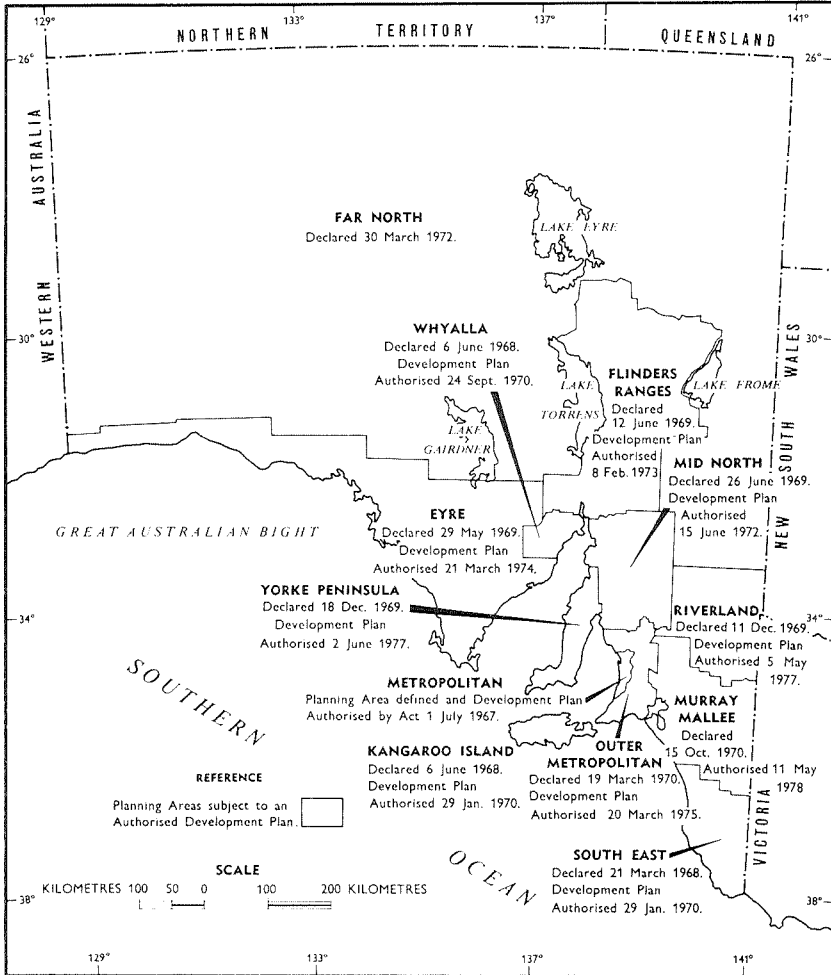 129°
133°
137°
141°
NORTHERN TERRITORY QUEENSLAND
26°
26°
WESTERN AUSTRALIA
FAR NORTH
Declared 30 March 1972.
LAKE EYRE
30°
30°
WHYALLA
Declared 6 June 1968.
Development Plan
Authorised 24 Sept. 1970.
LAKE TORRENS
FLINDERS
RANGES
Declared
12 June 1969.
Development Plan
Authorised
8 Feb. 1973
LAKE FROME
NEW SOUTH WALES
LAKE
GAIRDNER
MID NORTH
Declared 26 June 1969.
Development Plan
Authorised
15 June 1972.
GREAT AUSTRALIAN BIGHT
EYRE
Declared 29 May 1969.
Development Plan
Authorised 21 March 1974.
YORKE PENINSULA
Declared 18 Dec. 1969.
Development Plan
Authorised 2 June 1977.
34°
34°
RIVERLAND
Declared 11 Dec. 1969.
Development Plan
Authorised 5 May
1977.
SOUTHERN
METROPOLITAN
Planning Area defined and Development Plan
Authorised by Act 1 July 1967.
MURRAY
MALLEE
Declared
15 Oct. 1970.
Authorised 11 May
1978
KANGAROO ISLAND
Declared 6 June 1968.
Development Plan
Authorised 29 Jan. 1970.
OUTER
METROPOLITAN
Declared 19 March 1970.
Development Plan
Authorised 20 March 1975.
REFERENCE
Planning Areas subject to an
Authorised Development Plan.
VICTORIA
OCEAN
SOUTH EAST
Declared 21 March 1968.
Development Plan
Authorised 29 Jan. 1970.
SCALE
KILOMETRES 100 50 0 100 200 KILOMETRES
38°
38°
129°
133°
137°
141°